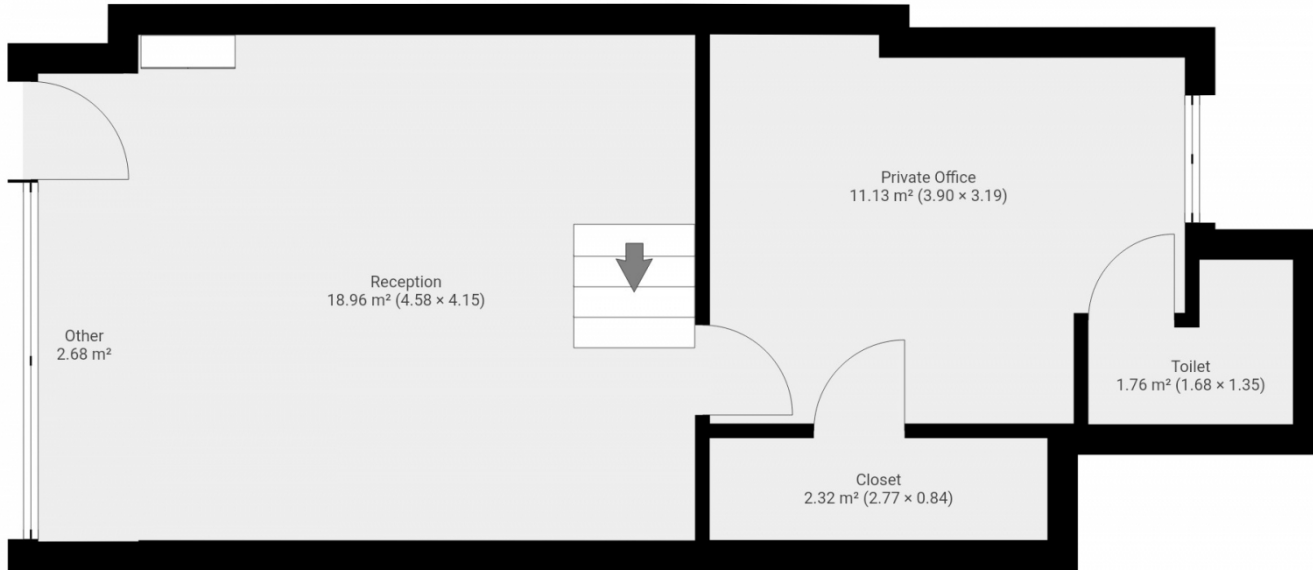 Private Office
11.13 m² (3.90 × 3.19)
Reception
18.96 m² (4.58 × 4.15)
Other
2.68 m²
Toilet
1.76 m² (1.68 × 1.35)
Closet
2.32 m² (2.77 × 0.84)